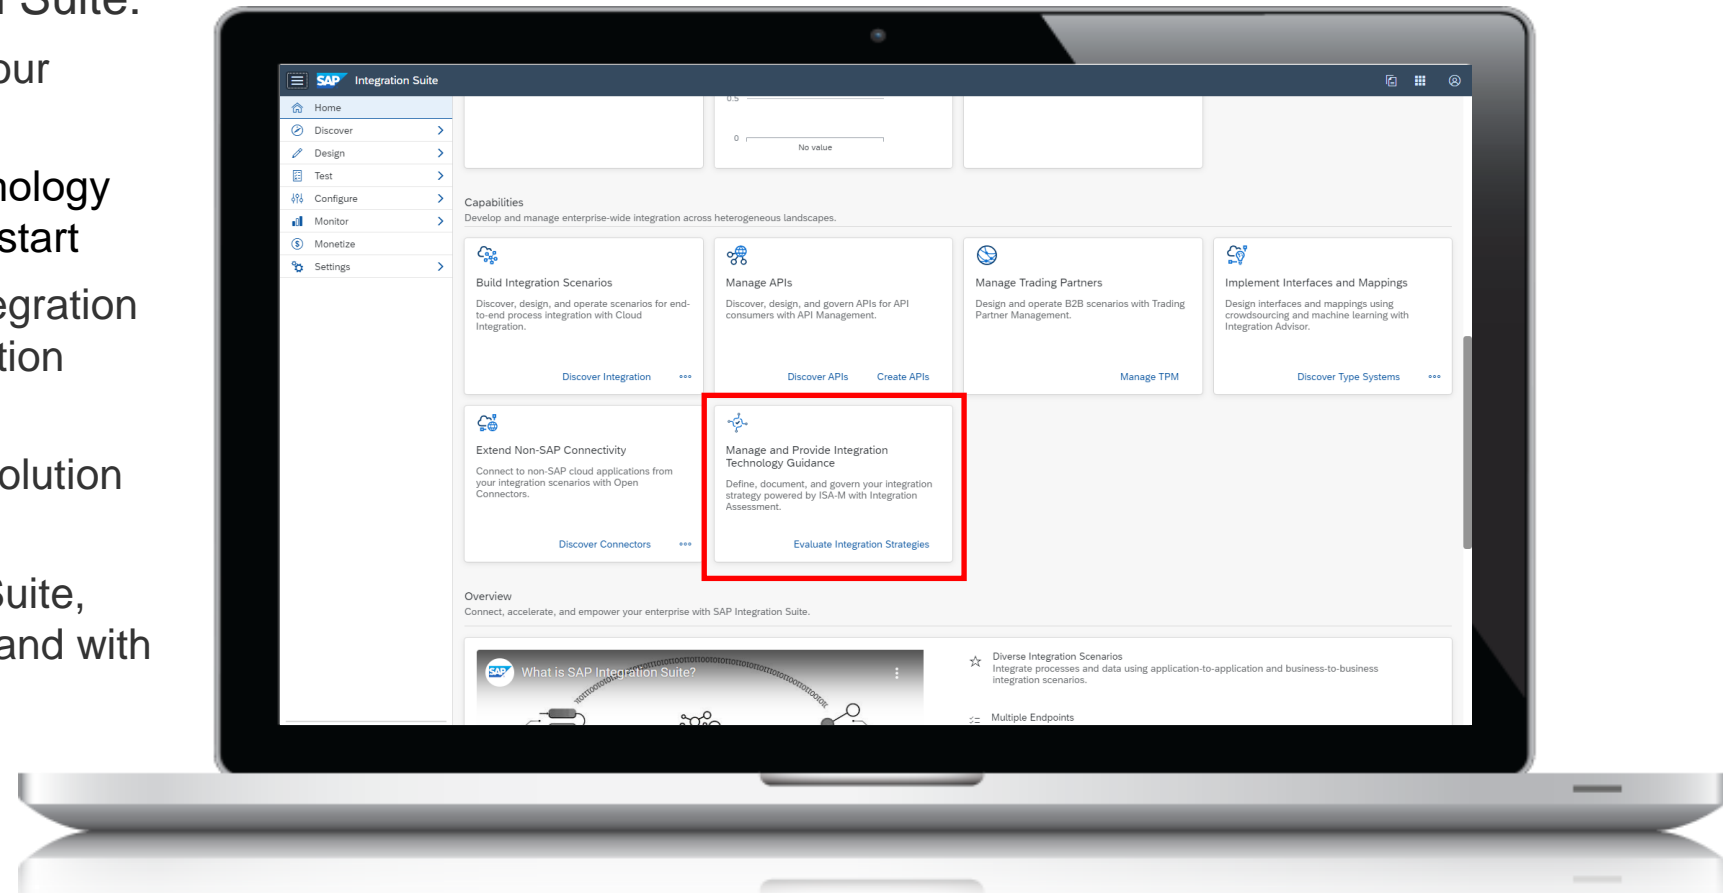 Suite.
our
nology
start
egration
tion
olution
Suite,
and with
SAP Integration Suite
Home
Discover
Design
Test
Configure
Monitor
Monetize
Settings
0.5
0
No value
Capabilities
Develop and manage enterprise-wide integration across heterogeneous landscapes.
Build Integration Scenarios
Discover, design, and operate scenarios for end-
to-end process integration with Cloud
Integration.
Discover Integration
Manage APIs
Discover, design, and govern APIs for API
consumers with API Management.
Discover APIs Create APIs
Manage Trading Partners
Design and operate B2B scenarios with Trading
Partner Management.
Manage TPM
Implement Interfaces and Mappings
Design interfaces and mappings using
crowdsourcing and machine learning with
Integration Advisor.
Discover Type Systems
Extend Non-SAP Connectivity
Connect to non-SAP cloud applications from
your integration scenarios with Open
Connectors.
Discover Connectors
Manage and Provide Integration
Technology Guidance
Define, document, and govern your integration
strategy powered by ISA-M with Integration
Assessment.
Evaluate Integration Strategies
Overview
Connect, accelerate, and empower your enterprise with SAP Integration Suite.
SAP What is SAP Integration Suite?
Diverse Integration Scenarios
Integrate processes and data using application-to-application and business-to-business
integration scenarios.
Multiple Endpoints